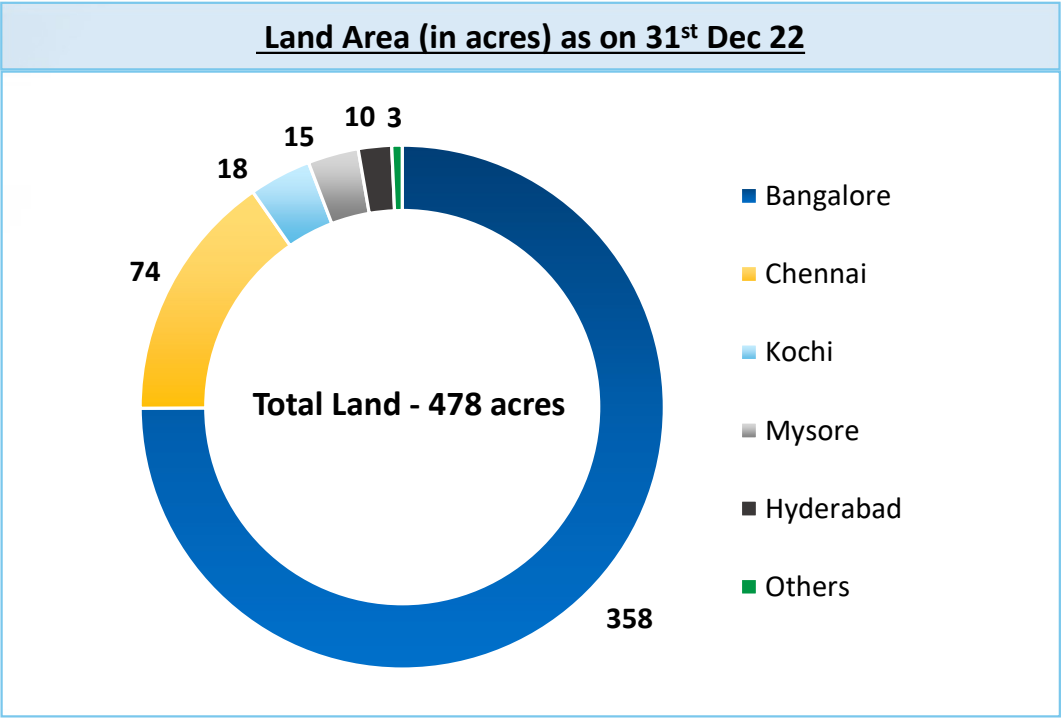 Land Area (in acres) as on 31st Dec 22
10 3
15
18
74
358
Total Land - 478 acres
Bangalore
Chennai
Kochi
Mysore
Hyderabad
Others